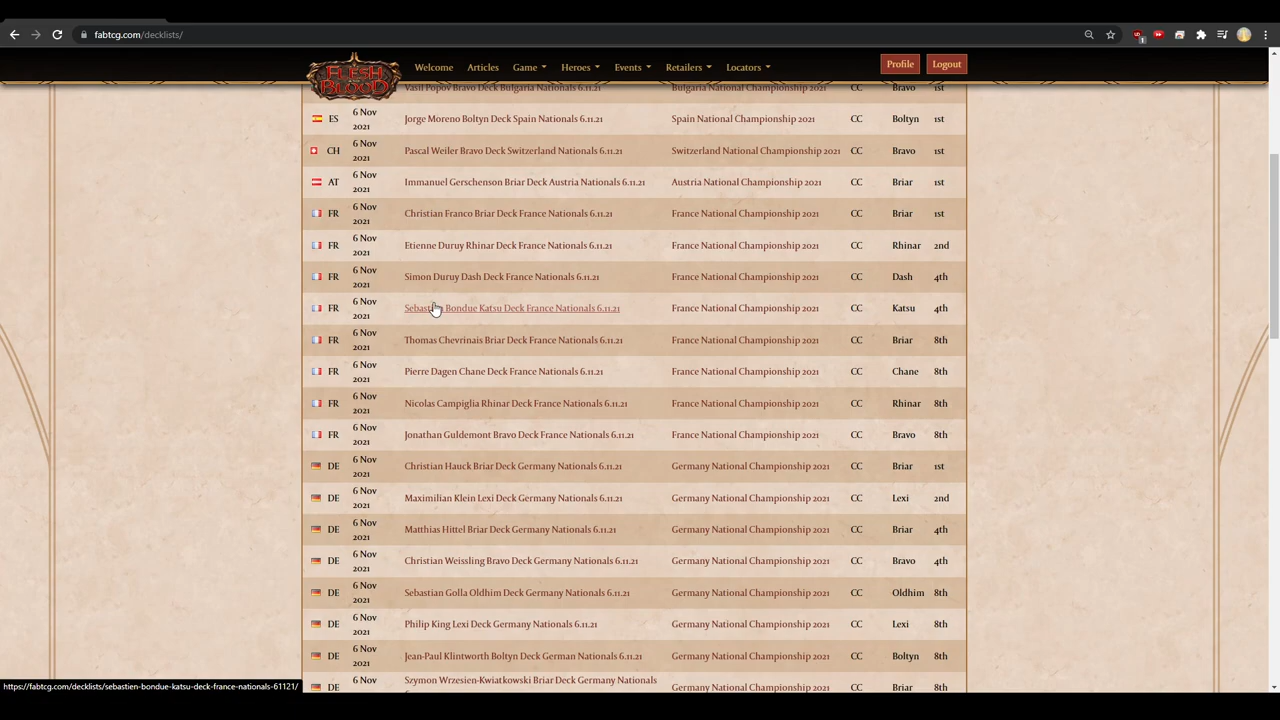 fabtcg.com/decklists/
1
FLESH
BLOOD
Welcome Articles Game Heroes Events Retailers Locators Profile Logout
Vasil Popov Bravo Deck Bulgaria Nationals 6.11.21 Bulgaria National Championship 2021 CC Bravo 1st
ES 6 Nov 2021 Jorge Moreno Boltyn Deck Spain Nationals 6.11.21 Spain National Championship 2021 CC Boltyn 1st
CH 6 Nov 2021 Pascal Weiler Bravo Deck Switzerland Nationals 6.11.21 Switzerland National Championship 2021 CC Bravo 1st
AT 6 Nov 2021 Immanuel Gerschenson Briar Deck Austria Nationals 6.11.21 Austria National Championship 2021 CC Briar 1st
FR 6 Nov 2021 Christian Franco Briar Deck France Nationals 6.11.21 France National Championship 2021 CC Briar 1st
FR 6 Nov 2021 Etienne Duruy Rhinar Deck France Nationals 6.11.21 France National Championship 2021 CC Rhinar 2nd
FR 6 Nov 2021 Simon Duruy Dash Deck France Nationals 6.11.21 France National Championship 2021 CC Dash 4th
FR 6 Nov 2021 Bondue Katsu Deck France Nationals 6.11.21 France National Championship 2021 CC Katsu 4th
FR 6 Nov 2021 Thomas Chevrinais Briar Deck France Nationals 6.11.21 France National Championship 2021 CC Briar 8th
FR 6 Nov 2021 Pierre Dagen Chane Deck France Nationals 6.11.21 France National Championship 2021 CC Chane 8th
FR 6 Nov 2021 Nicolas Campiglia Rhinar Deck France Nationals 6.11.21 France National Championship 2021 CC Rhinar 8th
FR 6 Nov 2021 Jonathan Guldemont Bravo Deck France Nationals 6.11.21 France National Championship 2021 CC Bravo 8th
DE 6 Nov 2021 Christian Hauck Briar Deck Germany Nationals 6.11.21 Germany National Championship 2021 CC Briar 1st
DE 6 Nov 2021 Maximilian Klein Lexi Deck Germany Nationals 6.11.21 Germany National Championship 2021 CC Lexi 2nd
DE 6 Nov 2021 Matthias Hittel Briar Deck Germany Nationals 6.11.21 Germany National Championship 2021 CC Briar 4th
DE 6 Nov 2021 Christian Weissling Bravo Deck Germany Nationals 6.11.21 Germany National Championship 2021 CC Bravo 4th
DE 6 Nov 2021 Sebastian Golla Oldhim Deck Germany Nationals 6.11.21 Germany National Championship 2021 CC Oldhim 8th
DE 6 Nov 2021 Philip King Lexi Deck Germany Nationals 6.11.21 Germany National Championship 2021 CC Lexi 8th
DE 6 Nov 2021 Jean-Paul Klintworth Boltyn Deck German Nationals 6.11.21 Germany National Championship 2021 CC Boltyn 8th
DE 6 Nov Szymon Wrzesien-Kwiatkowski Briar Deck Germany Nationals Germany National Championship 2021 CC Briar 8th
https://fabtcg.com/decklists/sebastien-bondue-katsu-deck-france-nationals-61121/